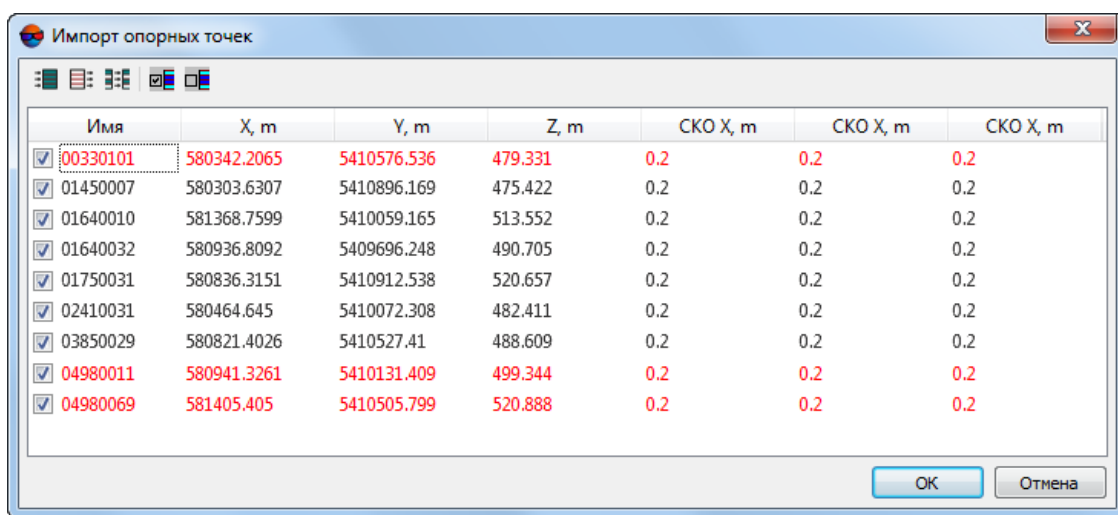 Импорт опорных точек
Имя X, m Y, m Z, m СКО X, m СКО X, m СКО X, m
00330101 580342.2065 5410576.536 479.331 0.2 0.2 0.2
01450007 580303.6307 5410896.169 475.422 0.2 0.2 0.2
01640010 581368.7599 5410059.165 513.552 0.2 0.2 0.2
01640032 580936.8092 5409696.248 490.705 0.2 0.2 0.2
01750031 580836.3151 5410912.538 520.657 0.2 0.2 0.2
02410031 580464.645 5410072.308 482.411 0.2 0.2 0.2
03850029 580821.4026 5410527.41 488.609 0.2 0.2 0.2
04980011 580941.3261 5410131.409 499.344 0.2 0.2 0.2
04980069 581405.405 5410505.799 520.888 0.2 0.2 0.2
OK Отмена